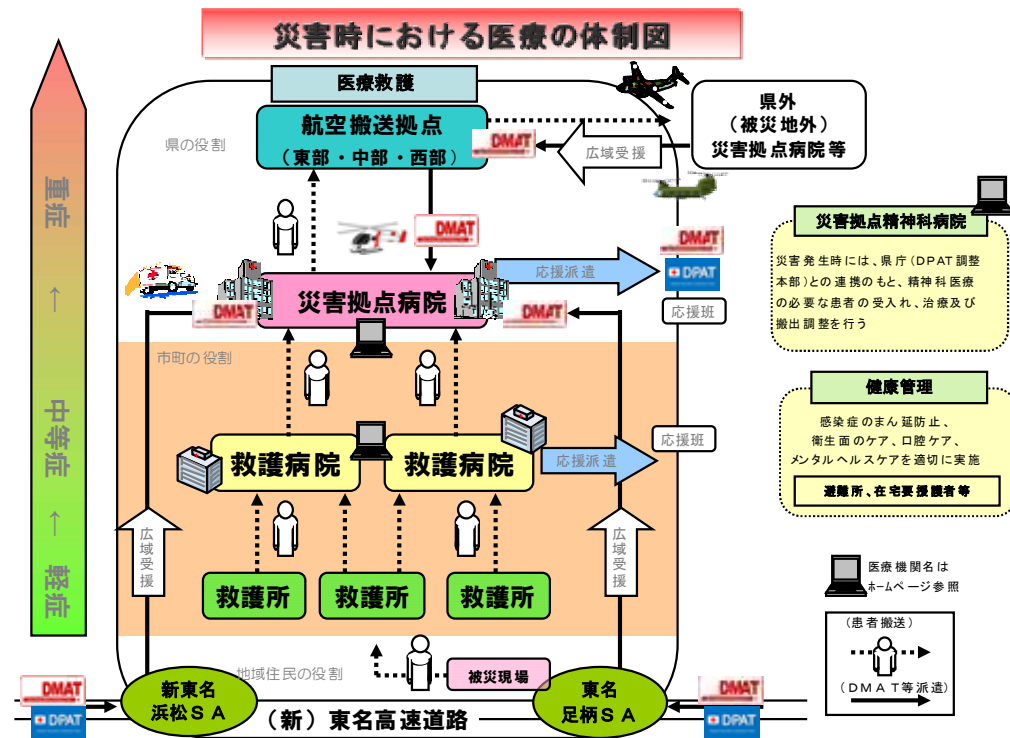 災害時における医療の体制図
医療救護
航空搬送拠点
(東部・中部・西部)
県の役割
DMAT
広域受援
県外
(被災地外)
災害拠点病院等
重症
←
中等症
←
軽症
DMAT
DMAT
DPAT
応援班
応援派遣
災害拠点病院
DMAT
DMAT
災害拠点精神科病院
災害発生時には、県庁(DPAT調整
本部)との連携のもと、精神科医療
の必要な患者の受入れ、治療及び
搬出調整を行う
市町の役割
救護病院
救護病院
応援派遣
応援班
健康管理
感染症のまん延防止、
衛生面のケア、口腔ケア、
メンタルヘルスケアを適切に実施
避難所、在宅要援護者等
広域受援
広域受援
救護所
救護所
救護所
医療機関名は
ホームページ参照
(患者搬送)
(DMAT等派遣)
地域住民の役割
被災現場
DMAT
DPAT
新東名
浜松SA
(新)東名高速道路
東名
足柄SA
DMAT
DPAT